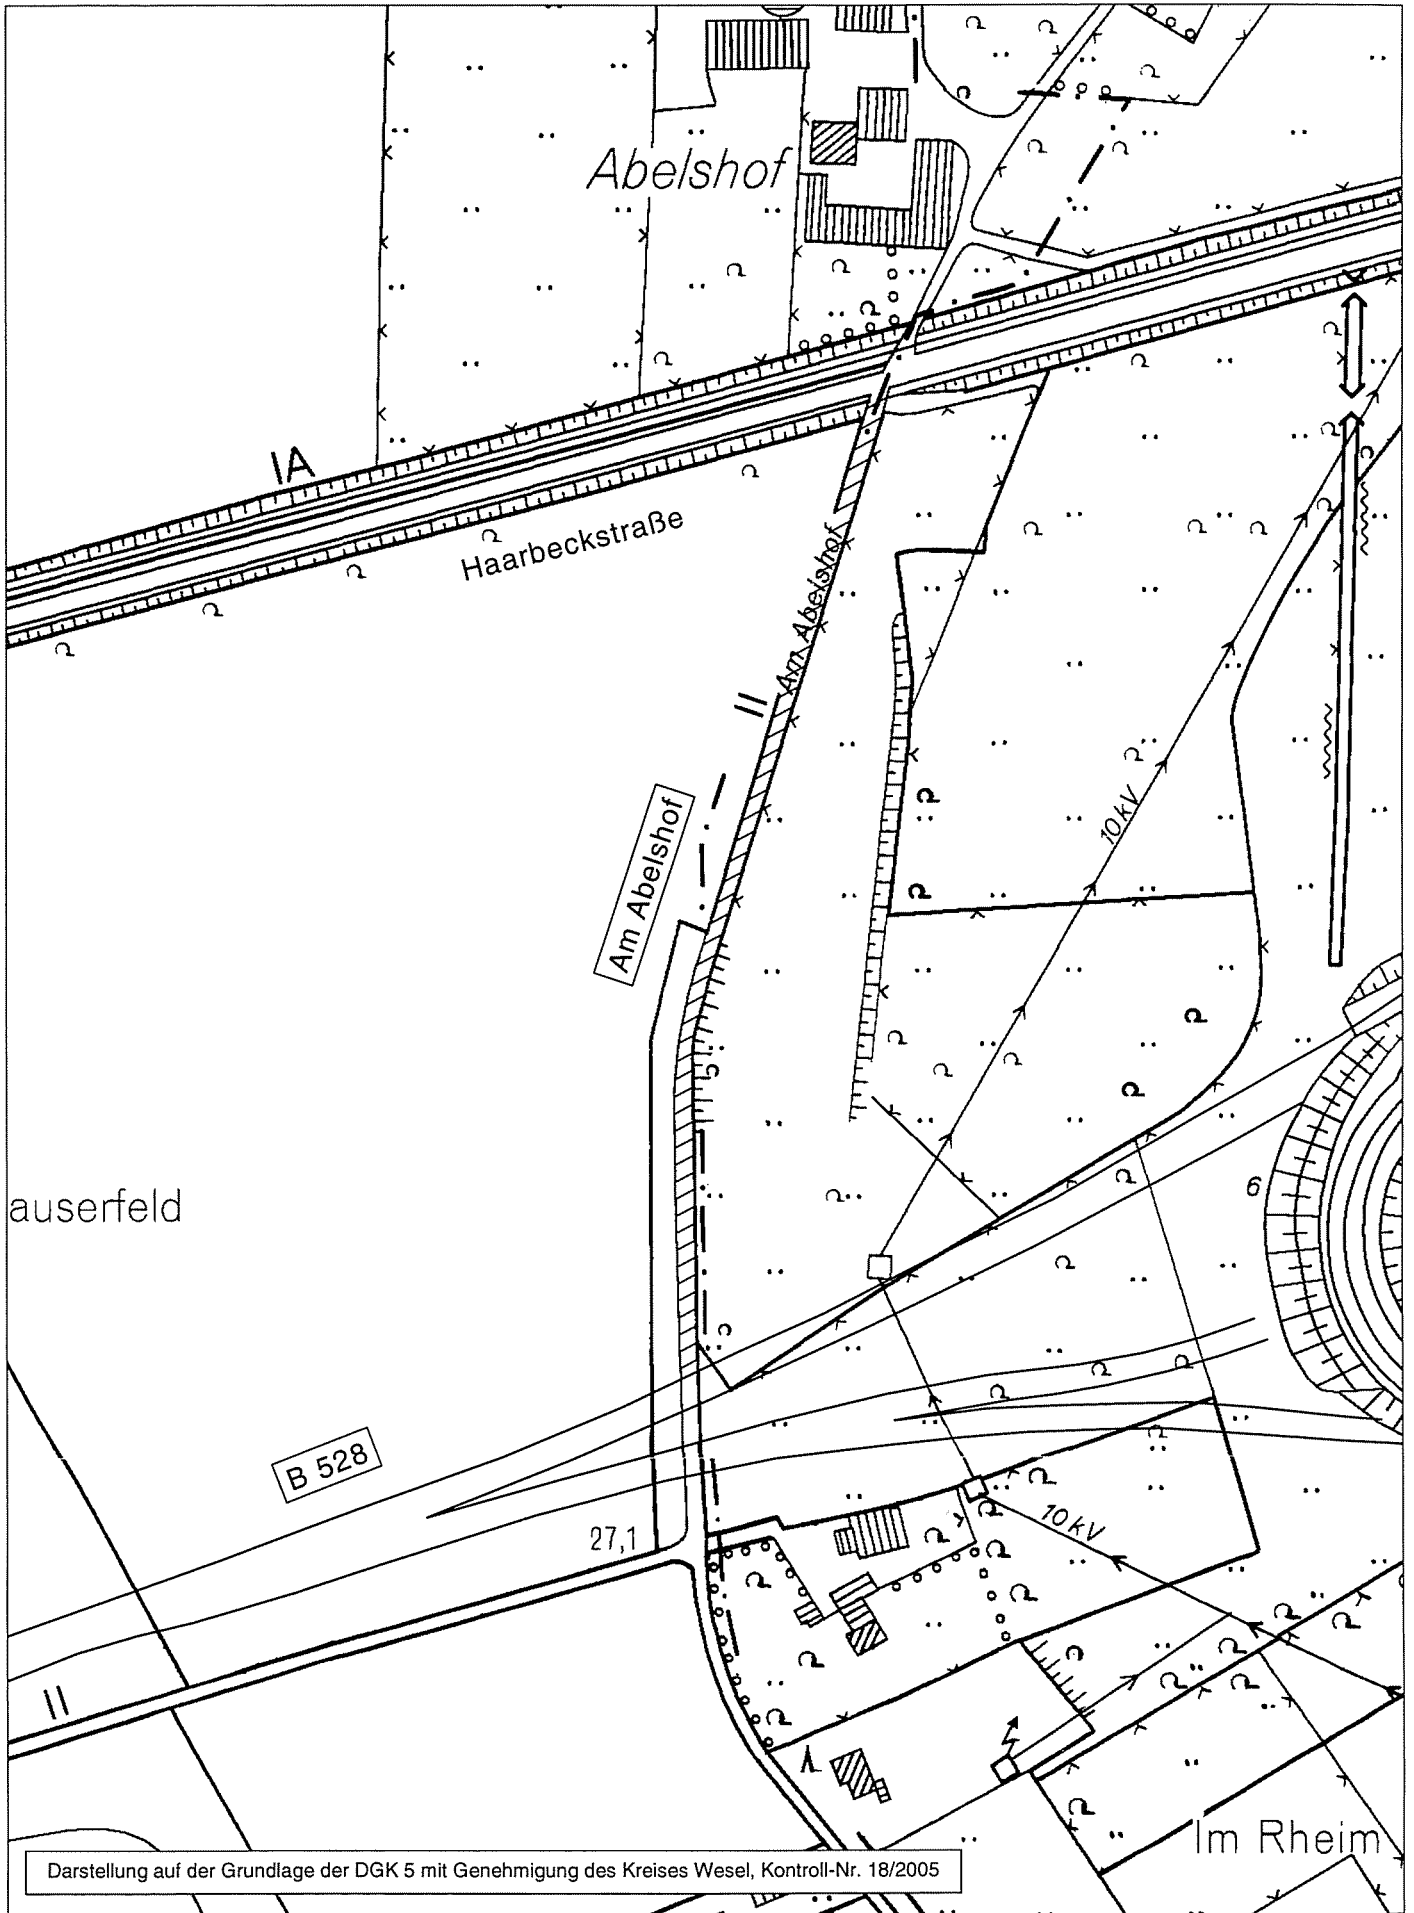 Abelshof
IA
Haarbeckstraße
Am Abelshof
II
Am Abelshof
10 kV
5
auserfeld
6
B 528
27,1
10 kV
II
Im Rheim
Darstellung auf der Grundlage der DGK 5 mit Genehmigung des Kreises Wesel, Kontroll-Nr. 18/2005